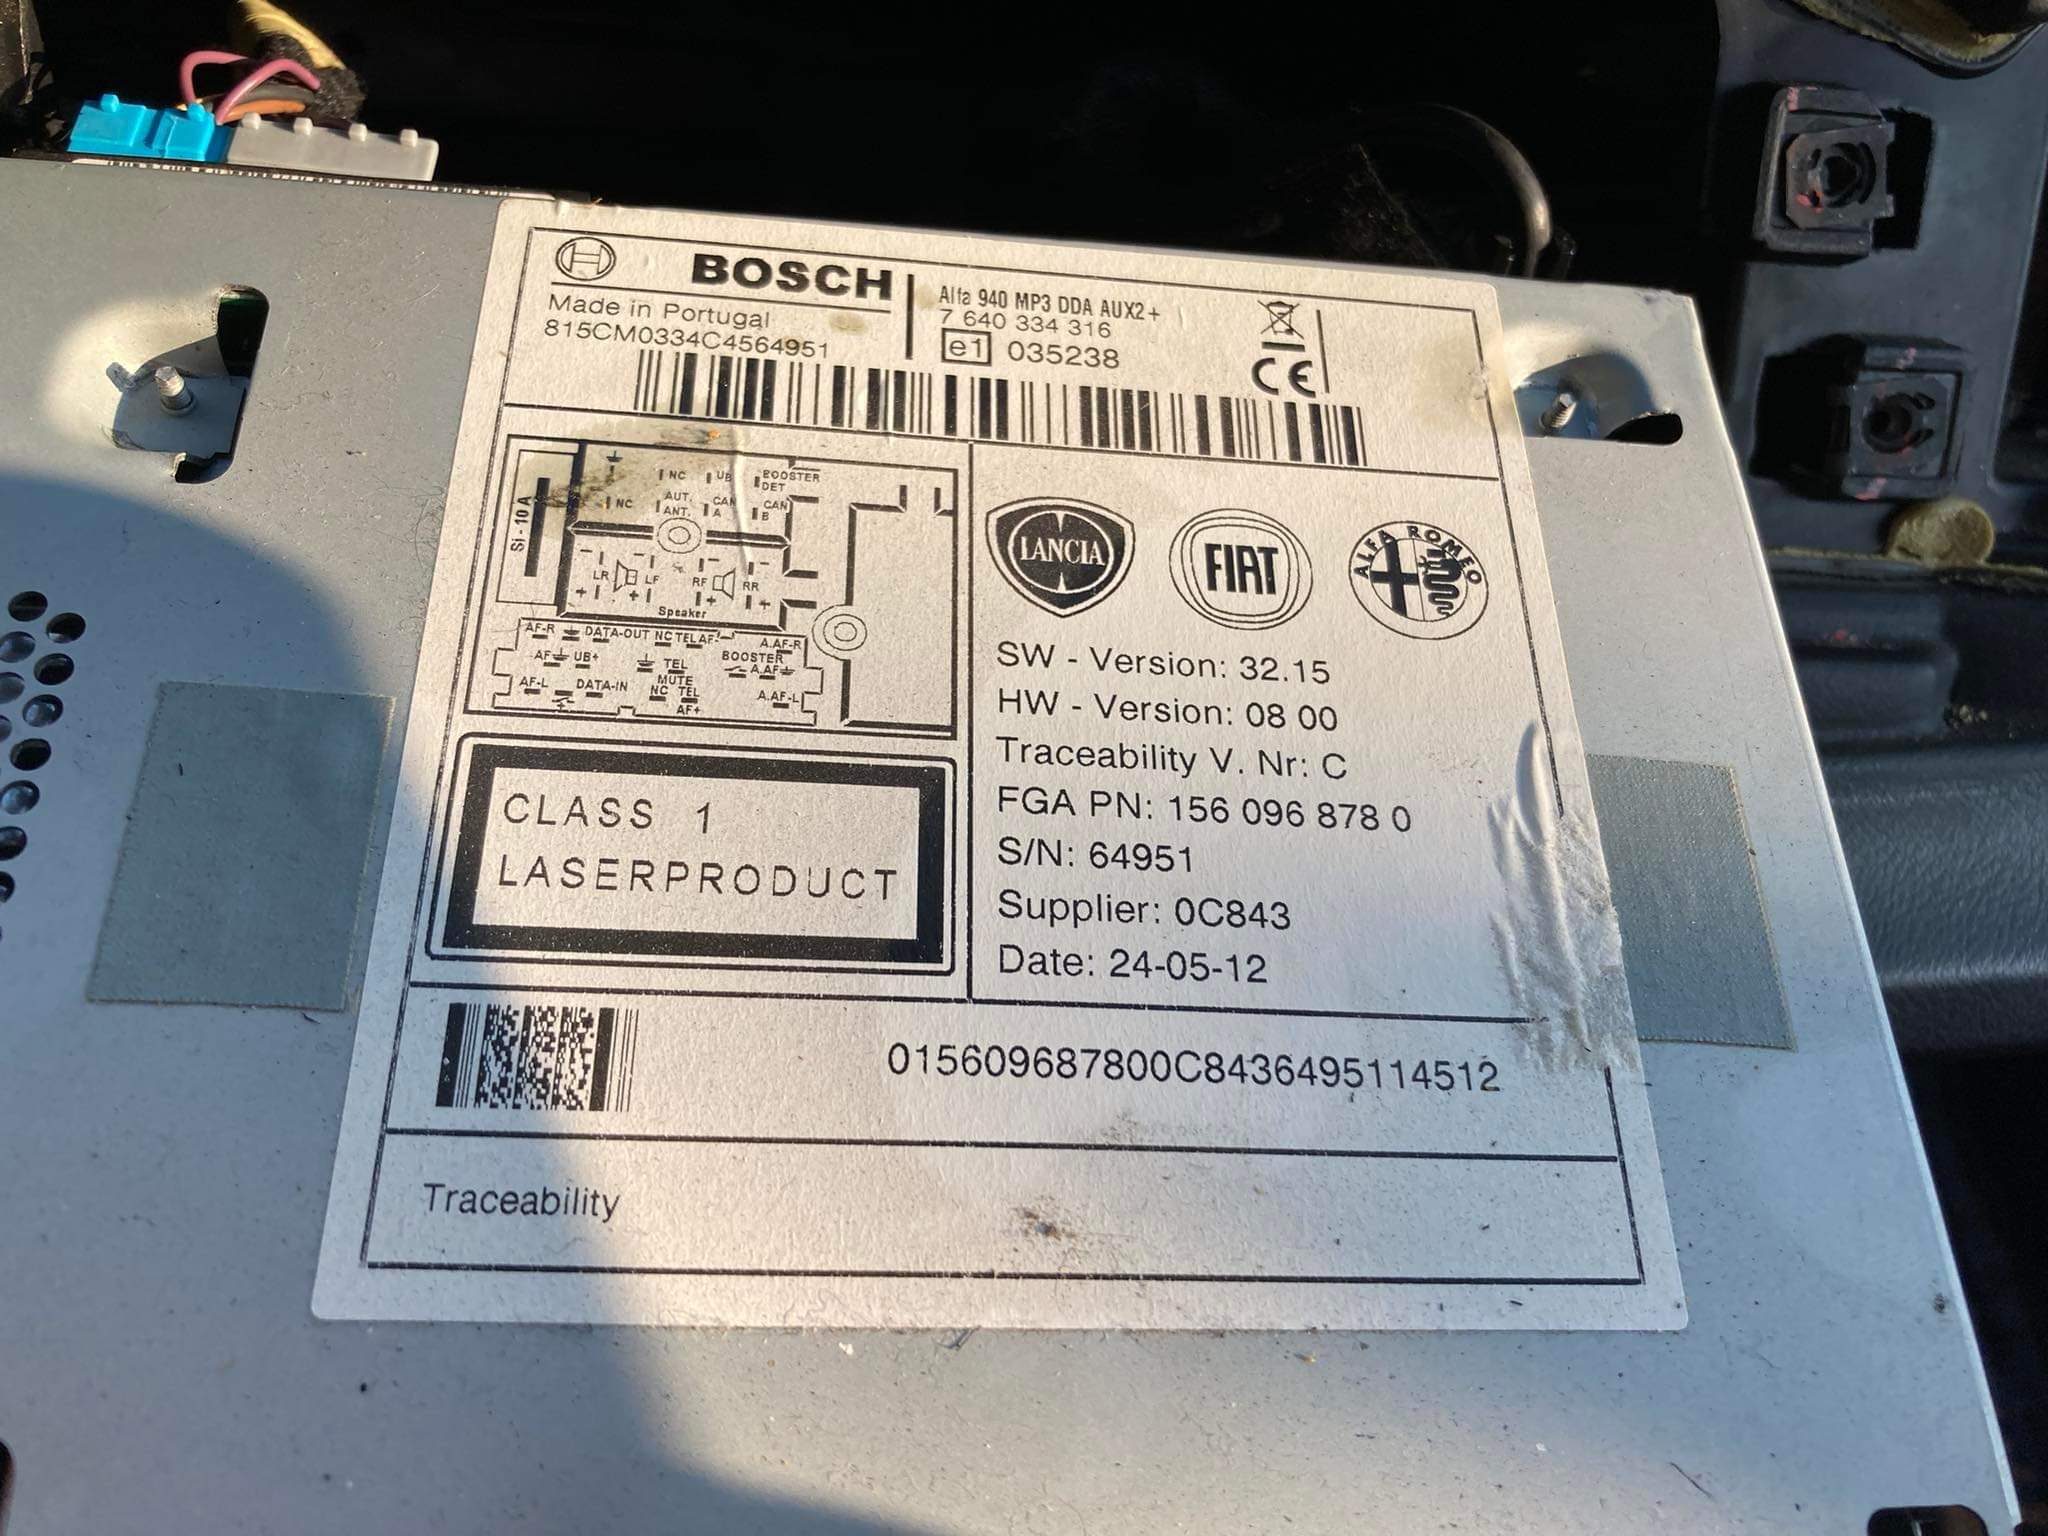 BOSCH
Made in Portugal
815CM0334C4564951
Alfa 940 MP3 DDA AUX2+
7 640 334 316
e1 035238
CE
Si - 10 A
NC UB BOOSTER DET
NC AUT. ANT. CAN A CAN B
LR LF RF RR
Speaker
AF-R DATA-OUT NC TEL AF- A.AF-R
AF UB+ TEL MUTE BOOSTER A.AF
AF-L DATA-IN NC TEL AF+ A.AF-L
LANCIA
FIAT
ALFA ROMEO
SW - Version: 32.15
HW - Version: 08 00
Traceability V. Nr: C
FGA PN: 156 096 878 0
S/N: 64951
Supplier: 0C843
Date: 24-05-12
CLASS 1
LASERPRODUCT
015609687800C8436495114512
Traceability